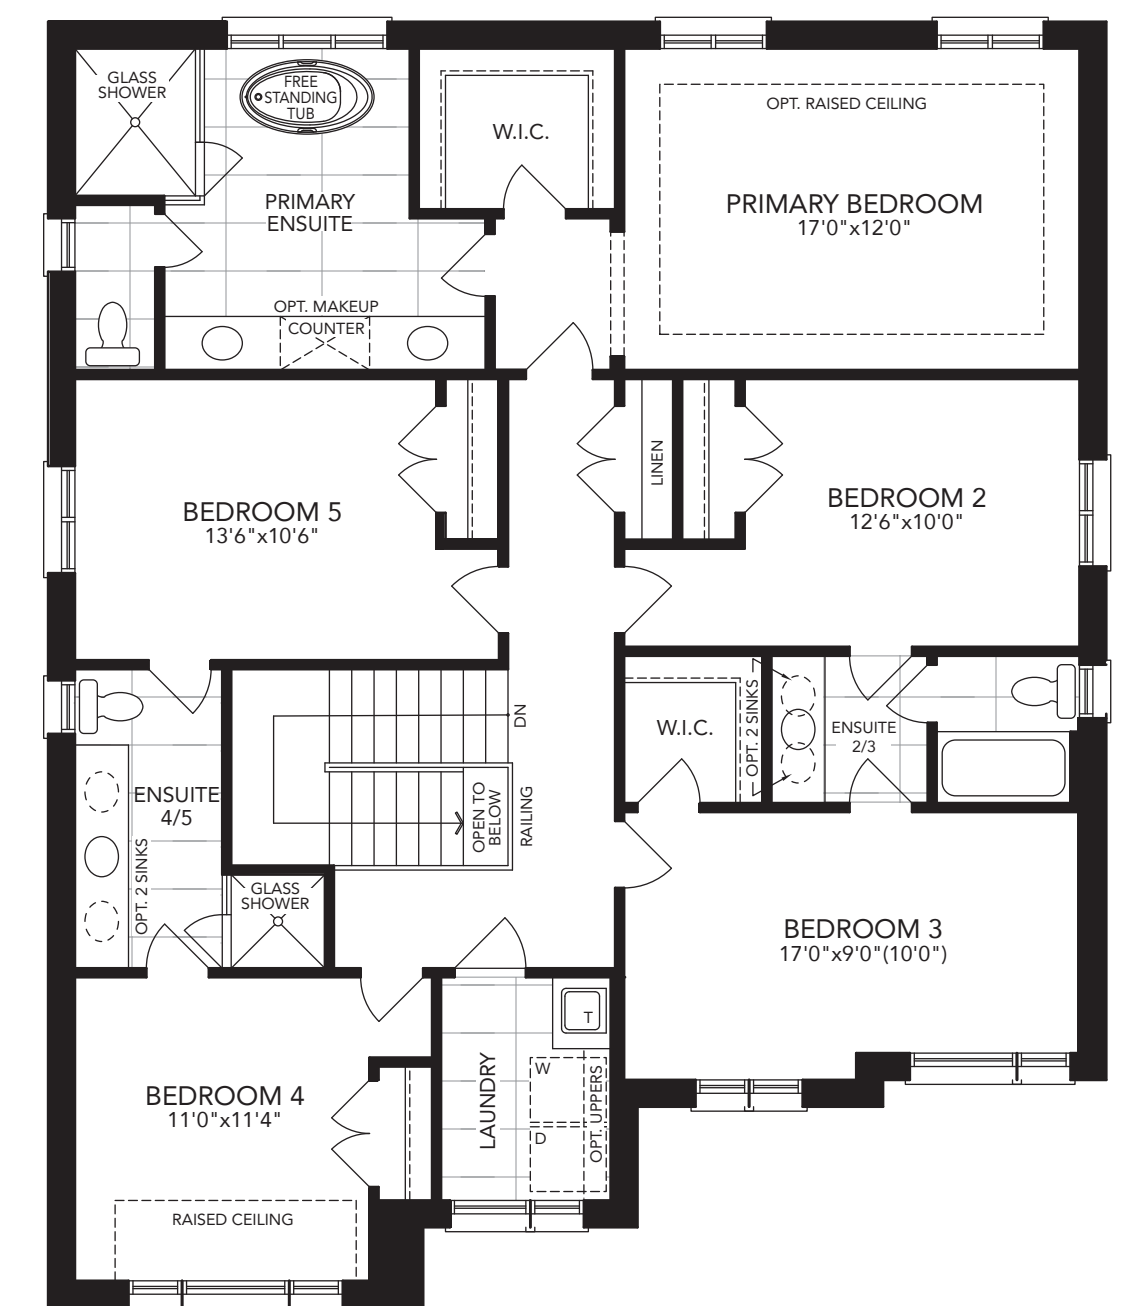 GLASS
SHOWER
FREE
STANDING
TUB
W.I.C.
OPT. RAISED CEILING
PRIMARY
ENSUITE
PRIMARY BEDROOM
17'0"x12'0"
OPT. MAKEUP
COUNTER
BEDROOM 5
13'6"x10'6"
LINEN
BEDROOM 2
12'6"x10'0"
DN
W.I.C.
OPT. 2 SINKS
ENSUITE
2/3
ENSUITE
4/5
OPT. 2 SINKS
OPEN TO
BELOW
RAILING
GLASS
SHOWER
BEDROOM 3
17'0"x9'0"(10'0")
T
LAUNDRY
W
D
OPT. UPPERS
BEDROOM 4
11'0"x11'4"
RAISED CEILING